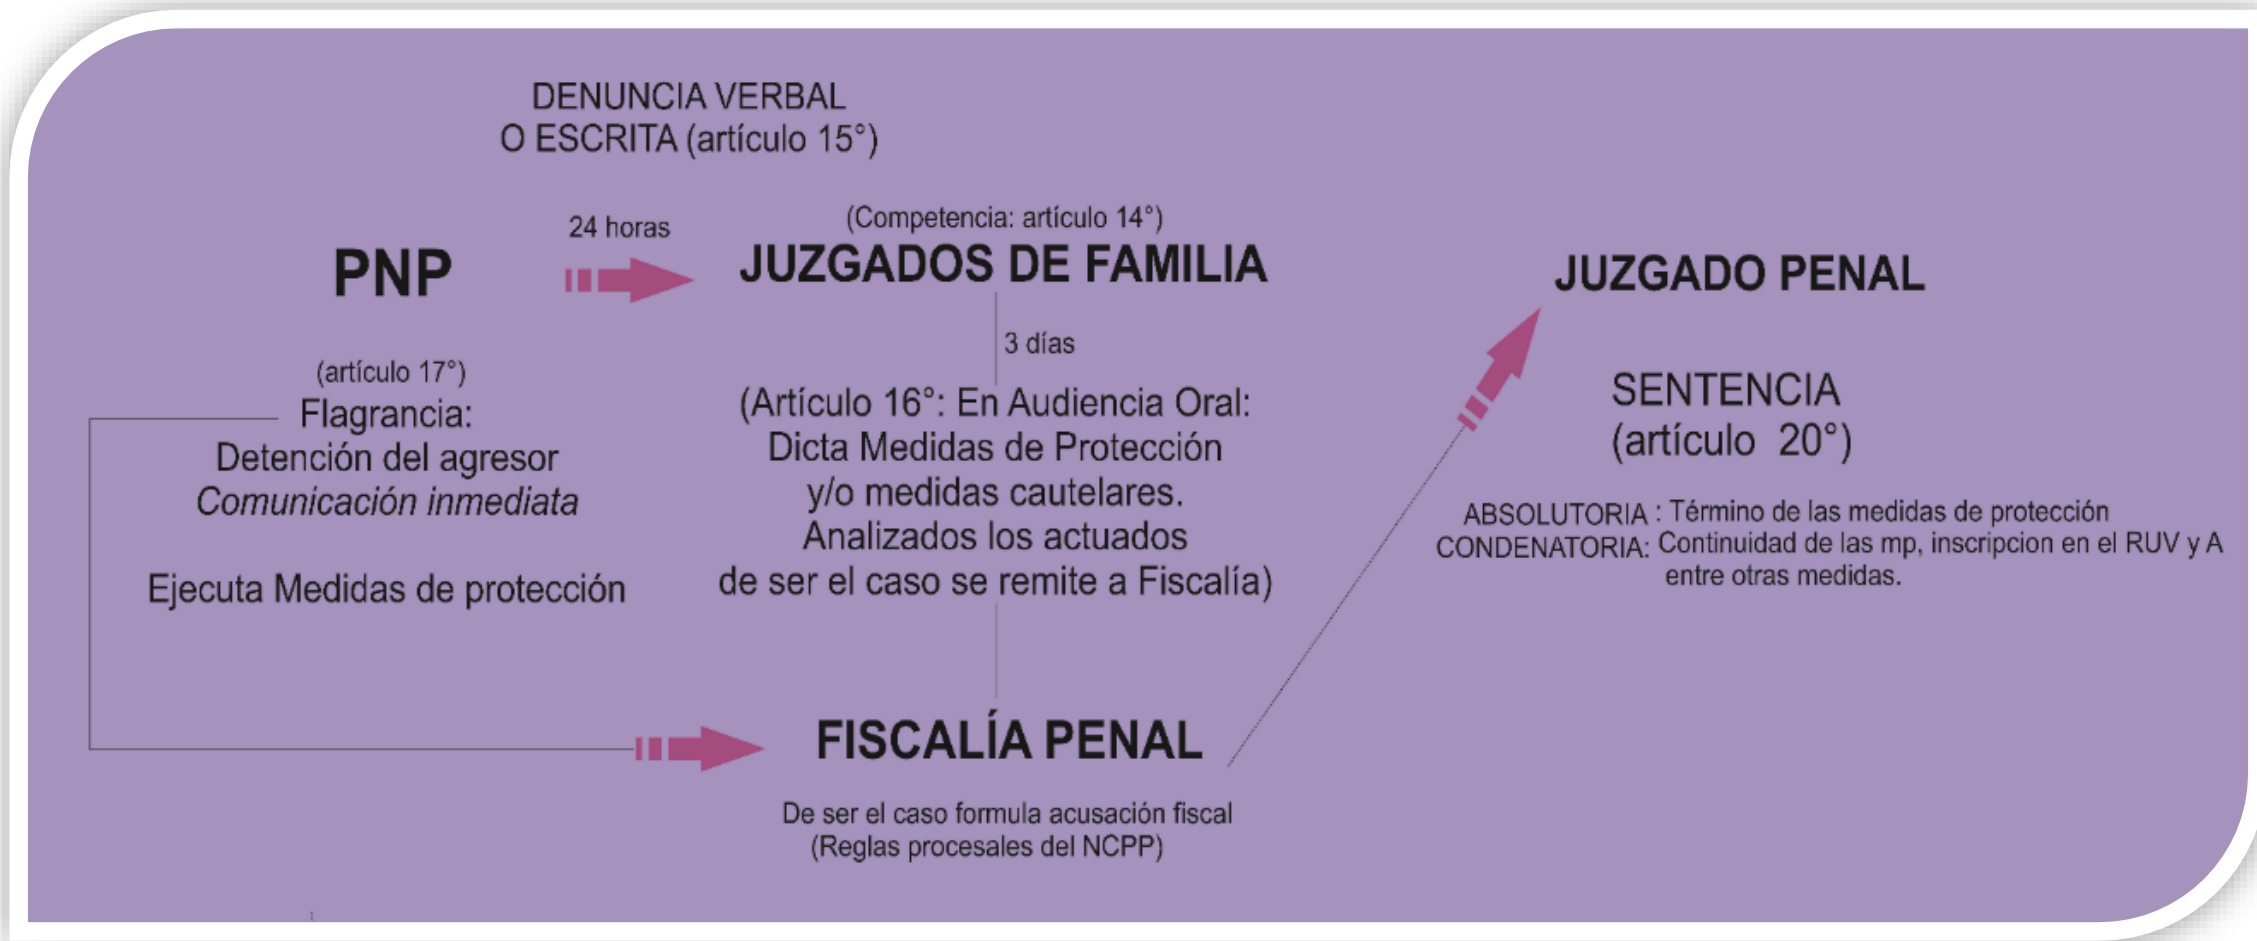 DENUNCIA VERBAL
O ESCRITA (artículo 15°)
PNP
24 horas
(Competencia: artículo 14°)
JUZGADOS DE FAMILIA
JUZGADO PENAL
(artículo 17°)
Flagrancia:
Detención del agresor
Comunicación inmediata
Ejecuta Medidas de protección
3 días
(Artículo 16°: En Audiencia Oral:
Dicta Medidas de Protección
y/o medidas cautelares.
Analizados los actuados
de ser el caso se remite a Fiscalía)
SENTENCIA
(artículo 20°)
ABSOLUTORIA : Término de las medidas de protección
CONDENATORIA: Continuidad de las mp, inscripcion en el RUV y A
entre otras medidas.
FISCALÍA PENAL
De ser el caso formula acusación fiscal
(Reglas procesales del NCPP)